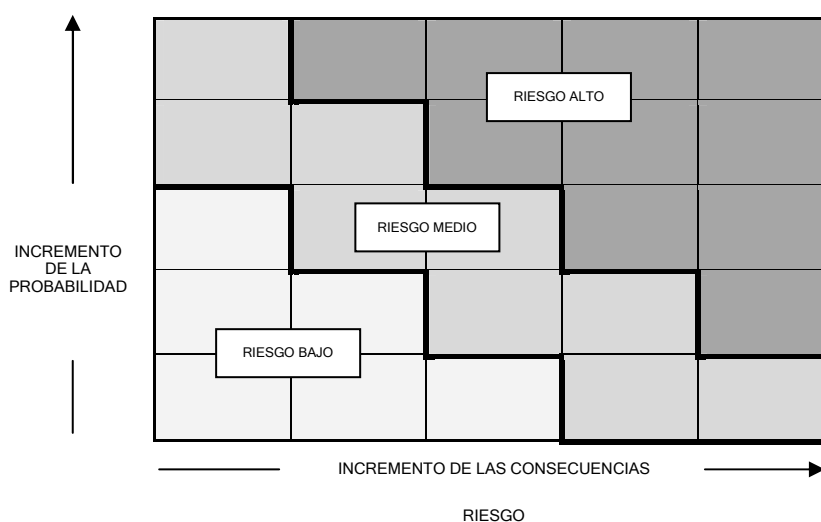 RIESGO ALTO
RIESGO MEDIO
INCREMENTO
DE LA
PROBABILIDAD
RIESGO BAJO
INCREMENTO DE LAS CONSECUENCIAS
RIESGO